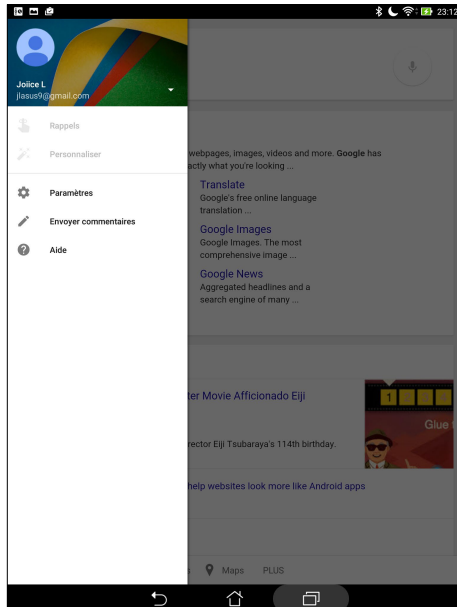 23:12
Joiice L
jlasus9@gmail.com
Rappels
Personnaliser
Paramètres
Envoyer commentaires
Aide
webpages, images, videos and more. Google has
actly what you're looking ...
Translate
Google's free online language
translation ...
Google Images
Google Images. The most
comprehensive image ...
Google News
Aggregated headlines and a
search engine of many ...
ter Movie Afficionado Eiji
rector Eiji Tsubaraya's 114th birthday.
1
Glue
help websites look more like Android apps
Maps PLUS